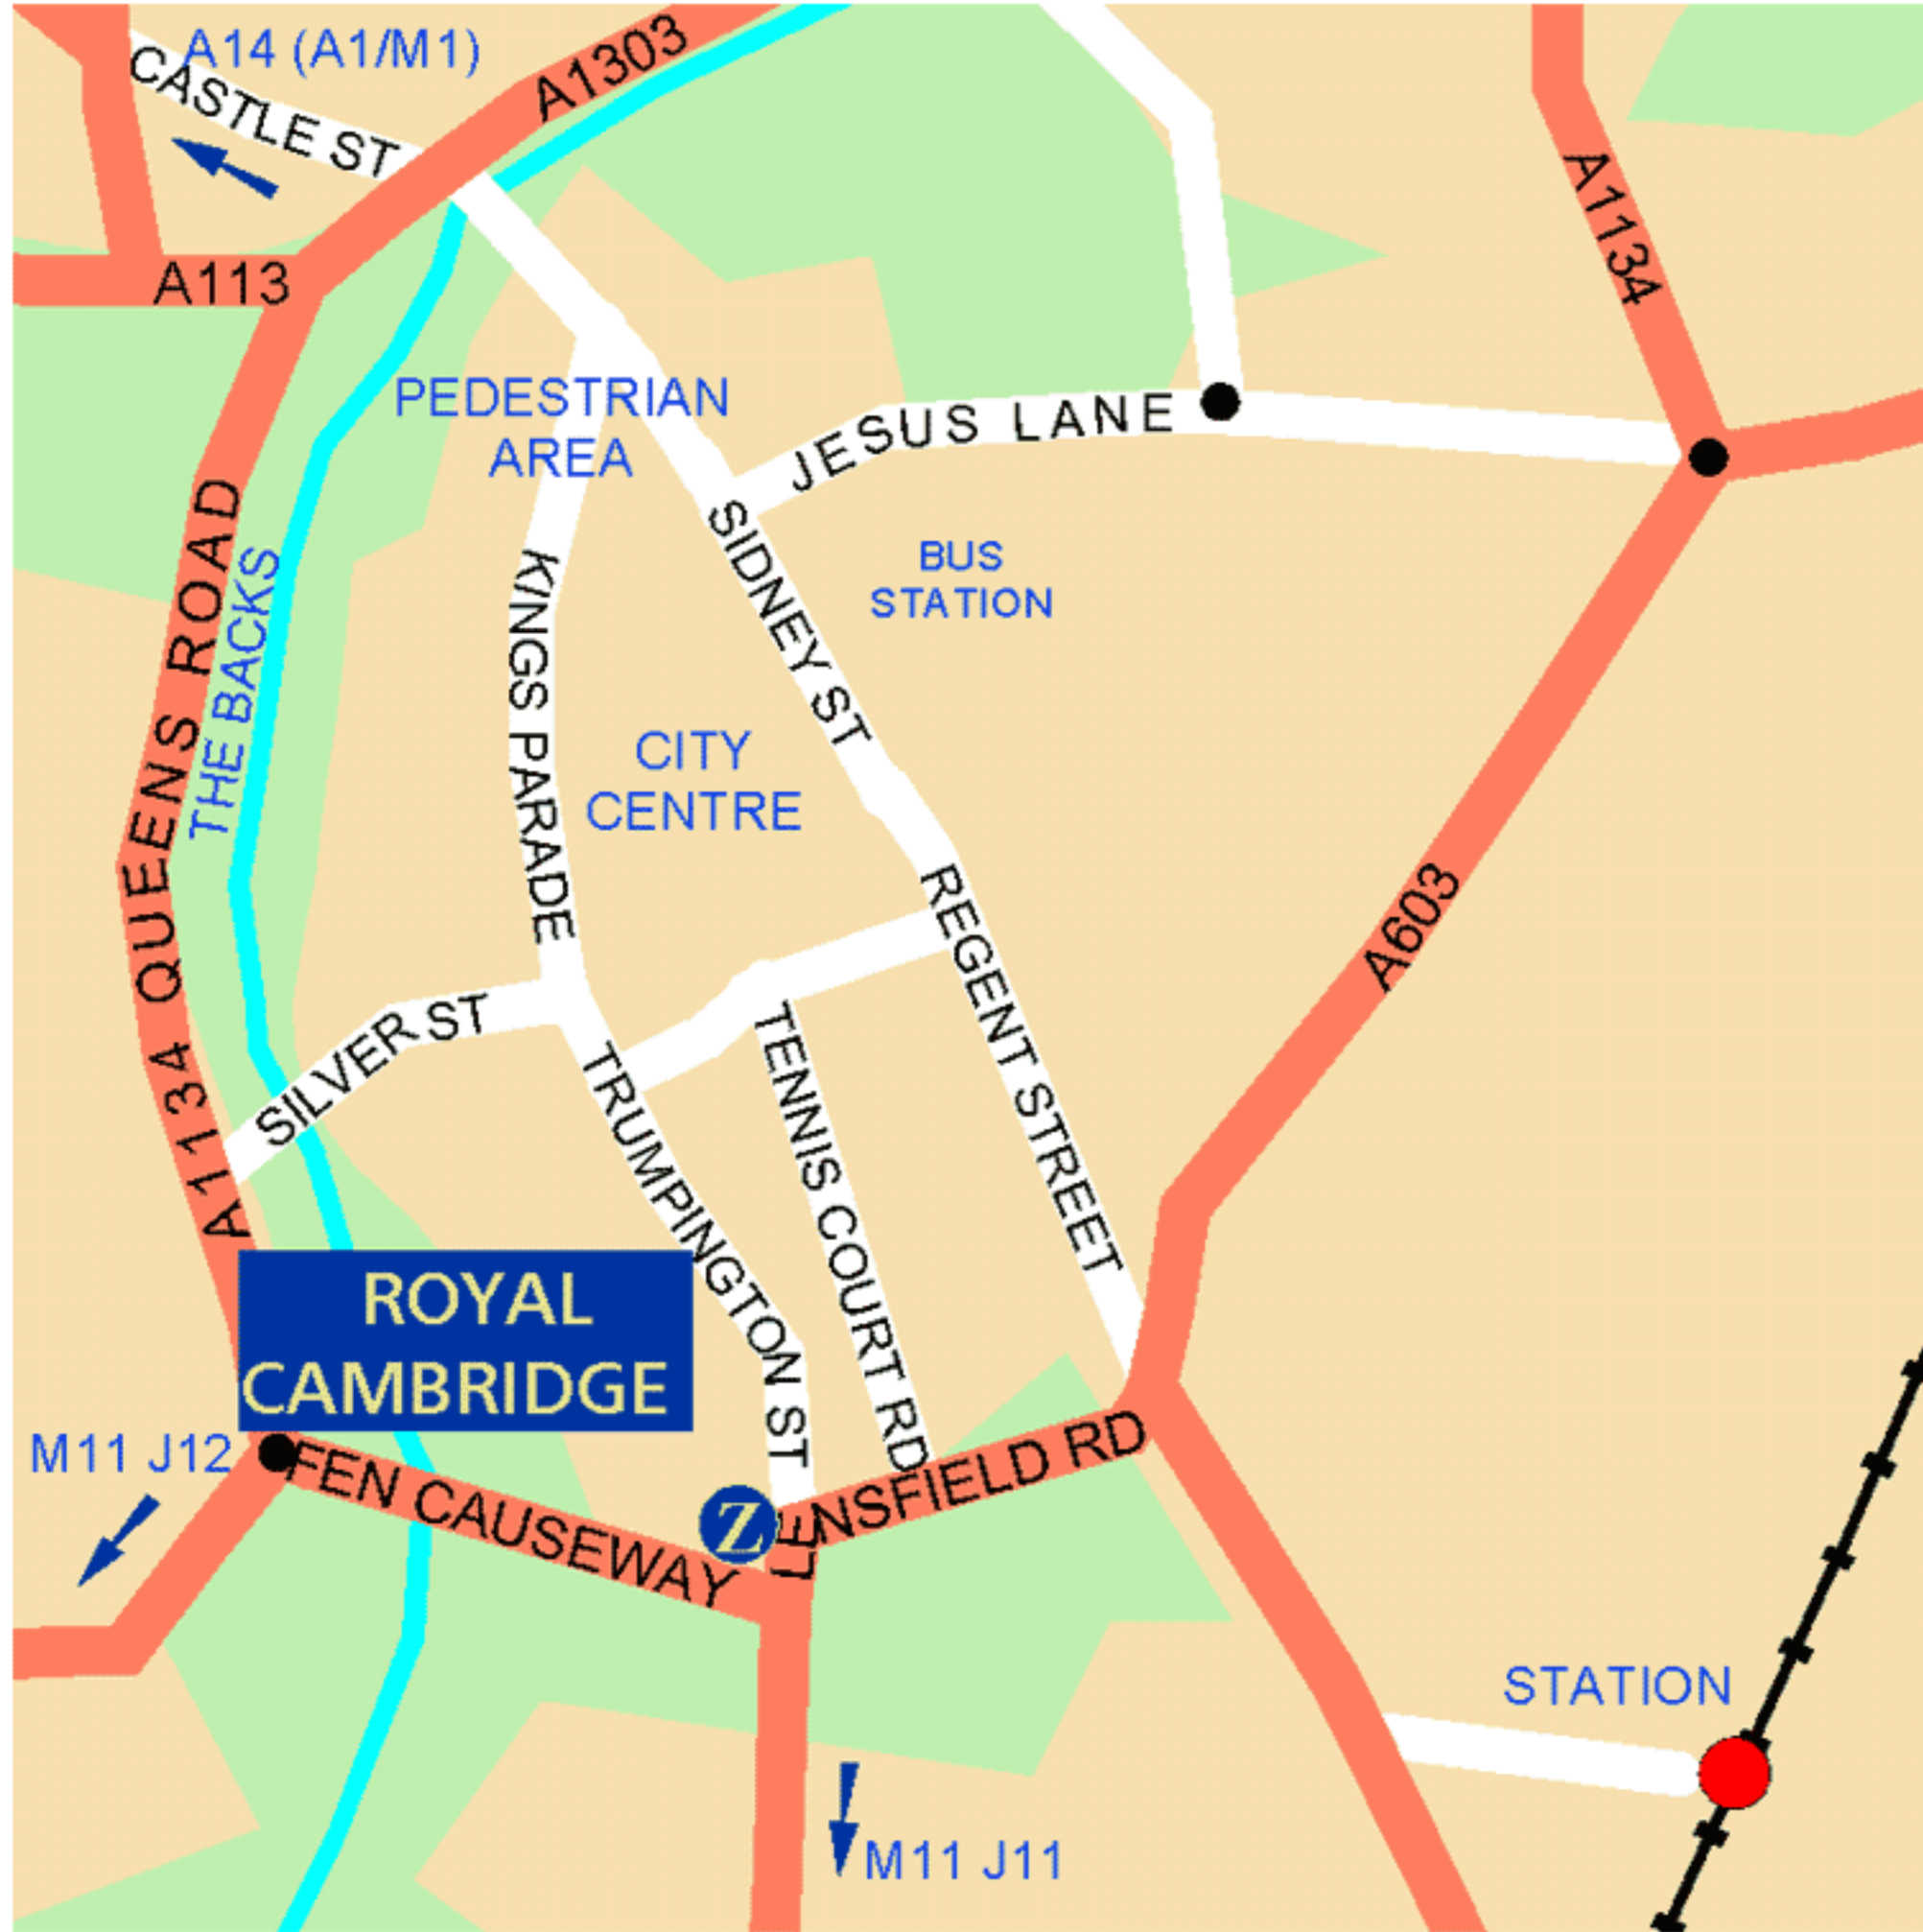 A14 (A1/M1)
A1303
CASTLE ST
A1134
A113
PEDESTRIAN
AREA
JESUS LANE
SIDNEY ST
BUS
STATION
KINGS PARADE
THE BACKS
A1134 QUEENS ROAD
CITY
CENTRE
A603
REGENT STREET
SILVER ST
TRUMPINGTON ST
TENNIS COURT RD
ROYAL
CAMBRIDGE
M11 J12
FEN CAUSEWAY
Z
LENSFIELD RD
STATION
M11 J11